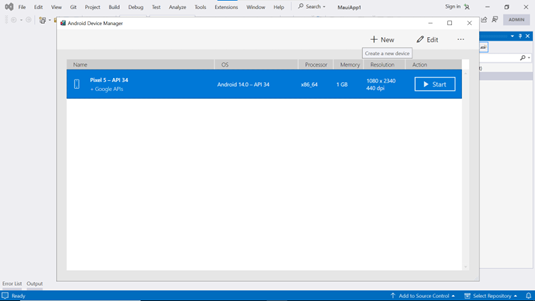 File Edit View Git Project Build Debug Test Analyze Tools Extensions Window Help Search MauiApp1 Sign in
ADMIN
Android Device Manager
+ New Edit ...
Create a new device
Name OS Processor Memory Resolution Action
Pixel 5 – API 34
+ Google APIs
Android 14.0 – API 34 x86_64 1 GB
1080 x 2340
440 dpi
Start
Error List Output
Ready Add to Source Control Select Repository